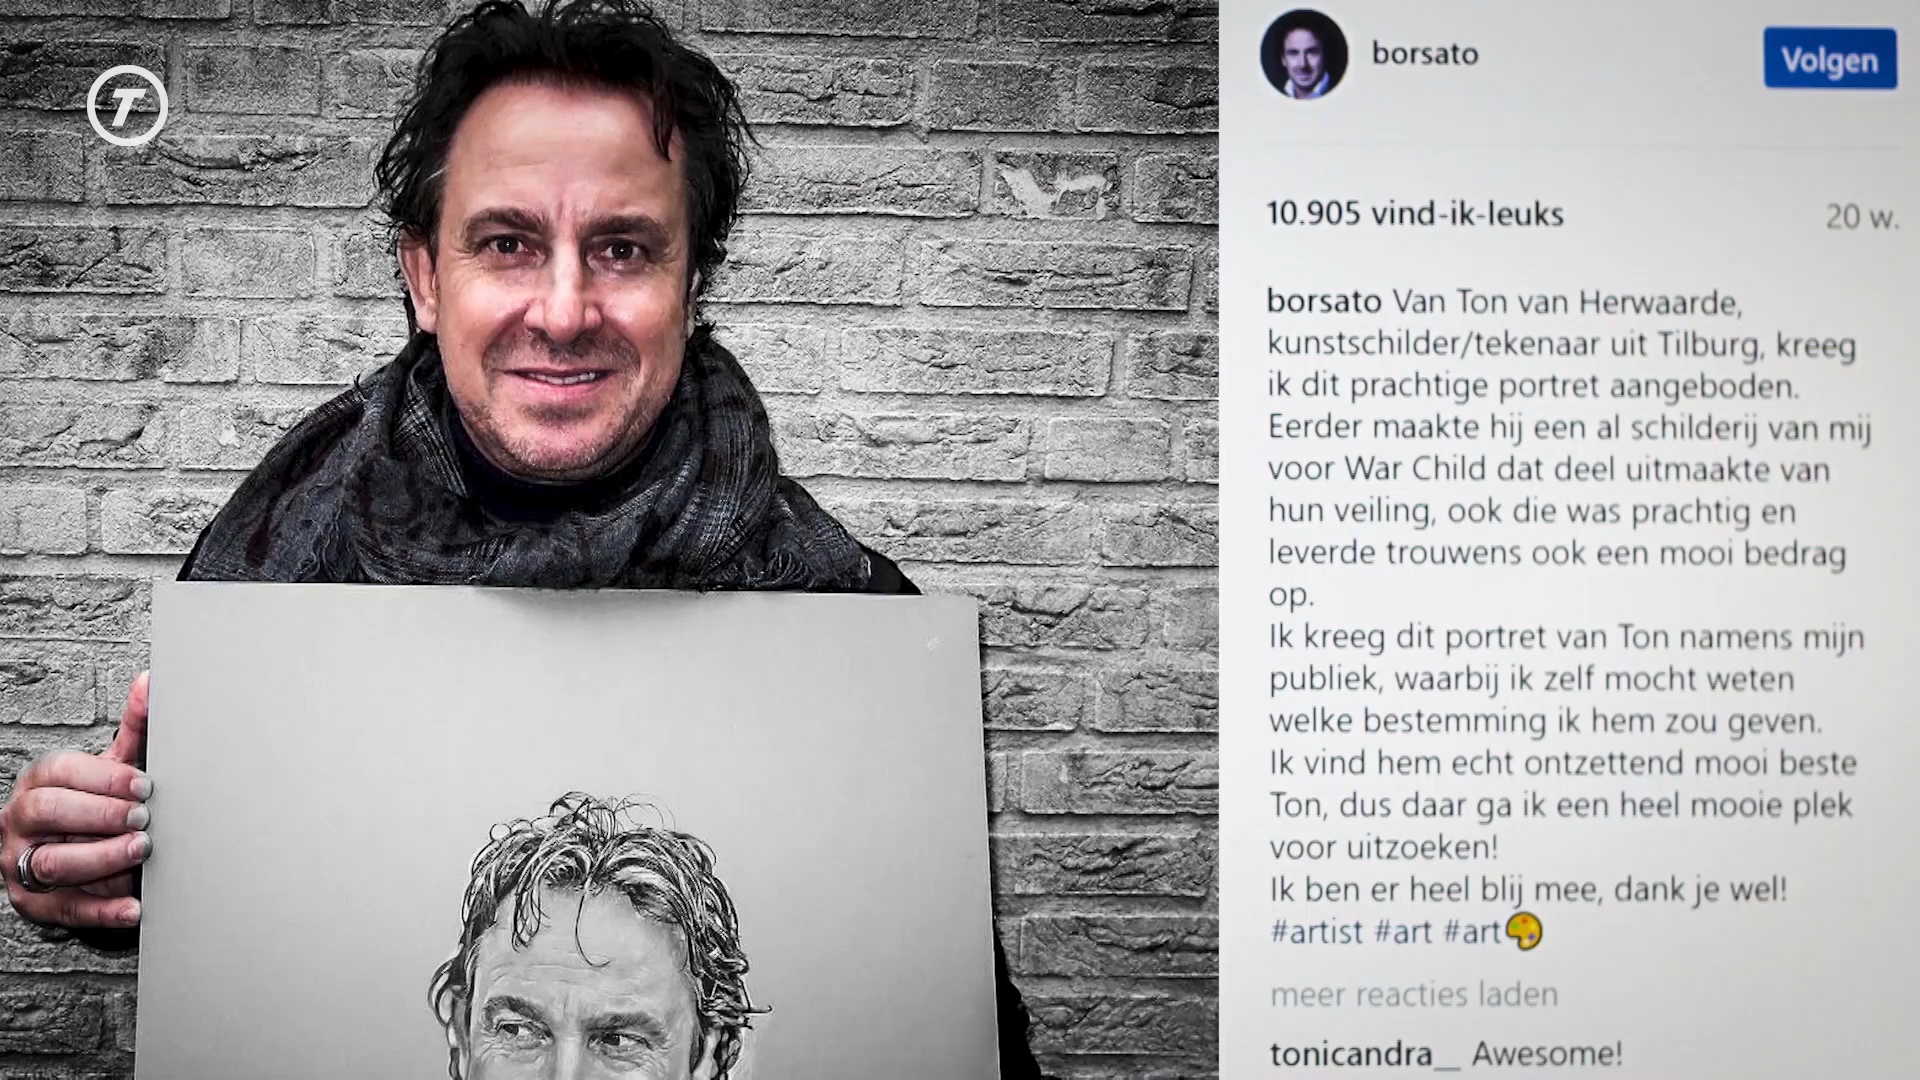 T
borsato
Volgen
10.905 vind-ik-leuks
20 w.
borsato Van Ton van Herwaarde,
kunstschilder/tekenaar uit Tilburg, kreeg
ik dit prachtige portret aangeboden.
Eerder maakte hij een al schilderij van mij
voor War Child dat deel uitmaakte van
hun veiling, ook die was prachtig en
leverde trouwens ook een mooi bedrag
op.
Ik kreeg dit portret van Ton namens mijn
publiek, waarbij ik zelf mocht weten
welke bestemming ik hem zou geven.
Ik vind hem echt ontzettend mooi beste
Ton, dus daar ga ik een heel mooie plek
voor uitzoeken!
Ik ben er heel blij mee, dank je wel!
#artist #art #art🎨
meer reacties laden
tonicandra__ Awesome!